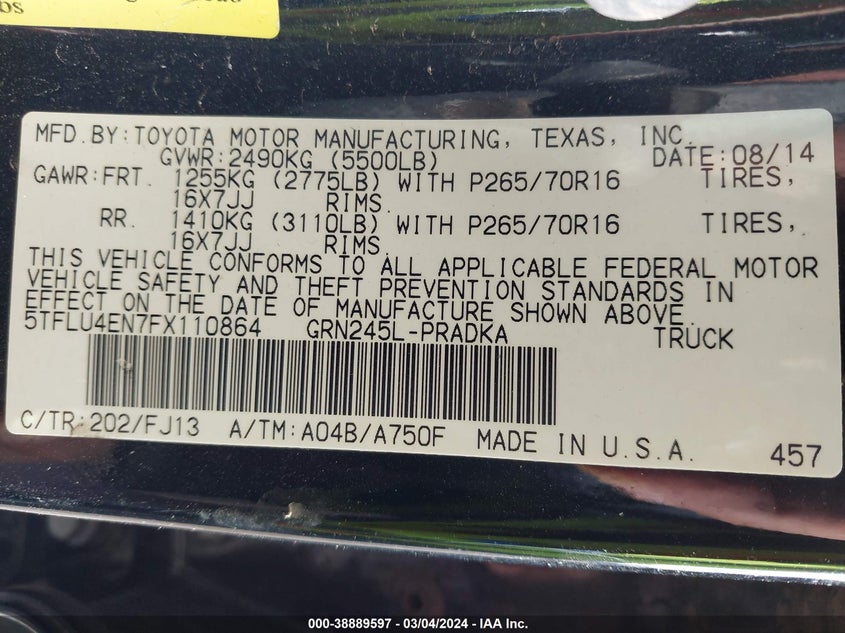 bs
MFD.BY:TOYOTA MOTOR MANUFACTURING, TEXAS, INC.
GVWR:2490KG (5500LB) DATE:08/14
GAWR:FRT. 1255KG (2775LB) WITH P265/70R16 TIRES,
16X7JJ RIMS
RR. 1410KG (3110LB) WITH P265/70R16 TIRES,
16X7JJ RIMS.
THIS VEHICLE CONFORMS TO ALL APPLICABLE FEDERAL MOTOR
VEHICLE SAFETY AND THEFT PREVENTION STANDARDS IN
EFFECT ON THE DATE OF MANUFACTURE SHOWN ABOVE.
5TFLU4EN7FX110864 GRN245L-PRADKA TRUCK
C/TR:202/FJ13 A/TM:A04B/A750F MADE IN U.S.A. 457
000-38889597 - 03/04/2024 - IAA Inc.